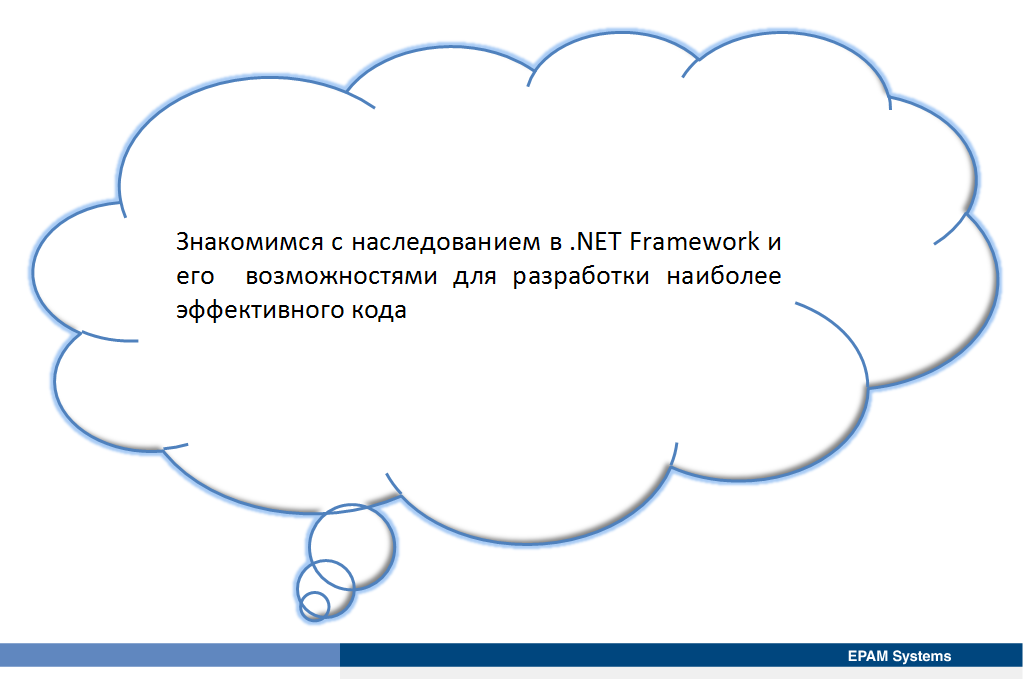 Знакомимся с наследованием в .NET Framework и
его возможностями для разработки наиболее
эффективного кода
EPAM Systems